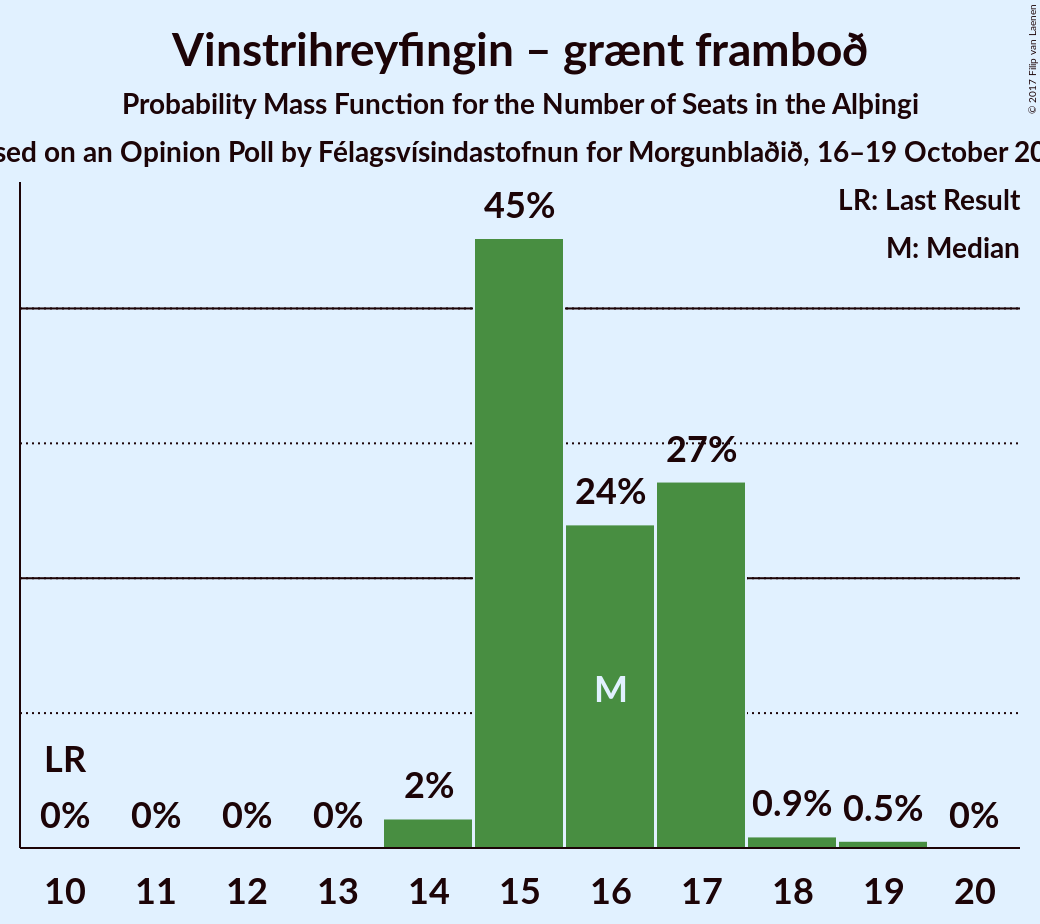 Vinstrihreyfingin – grænt framboð
Probability Mass Function for the Number of Seats in the Alþingi
sed on an Opinion Poll by Félagsvísindastofnun for Morgunblaðið, 16–19 October 20
© 2017 Filip van Laenen
LR: Last Result
M: Median
45%
27%
24%
M
LR
0% 0% 0% 0% 2% 0.9% 0.5% 0%
10 11 12 13 14 15 16 17 18 19 20